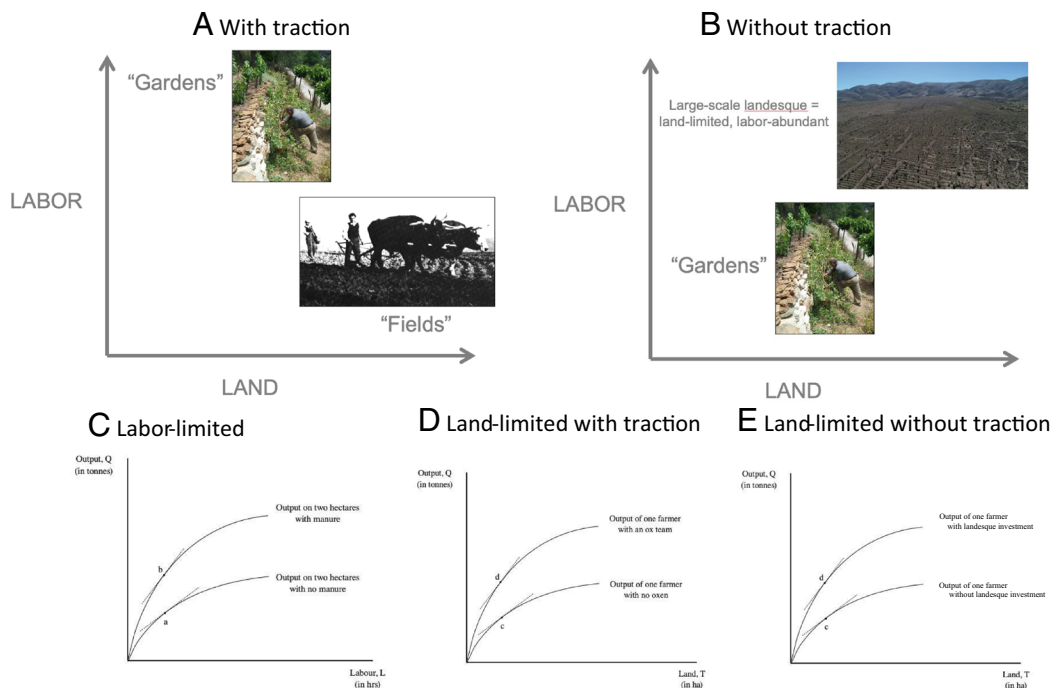 A With traction
"Gardens"
LABOR
"Fields"
LAND
B Without traction
Large-scale landesque =
land-limited, labor-abundant
LABOR
"Gardens"
LAND
C Labor-limited
Output, Q
(in tonnes)
Output on two hectares
with manure
b
Output on two hectares
with no manure
a
Labour, L
(in hrs)
D Land-limited with traction
Output, Q
(in tonnes)
Output of one farmer
with an ox team
d
Output of one farmer
with no oxen
c
Land, T
(in ha)
E Land-limited without traction
Output, Q
(in tonnes)
Output of one farmer
with landesque investment
d
Output of one farmer
without landesque investment
c
Land, T
(in ha)